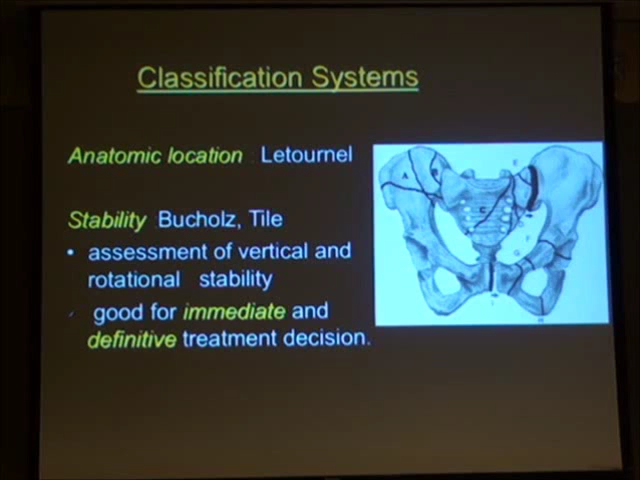 Classification Systems
Anatomic location : Letournel
Stability : Bucholz, Tile
• assessment of vertical and
rotational stability
good for immediate and
definitive treatment decision.
A
B
C